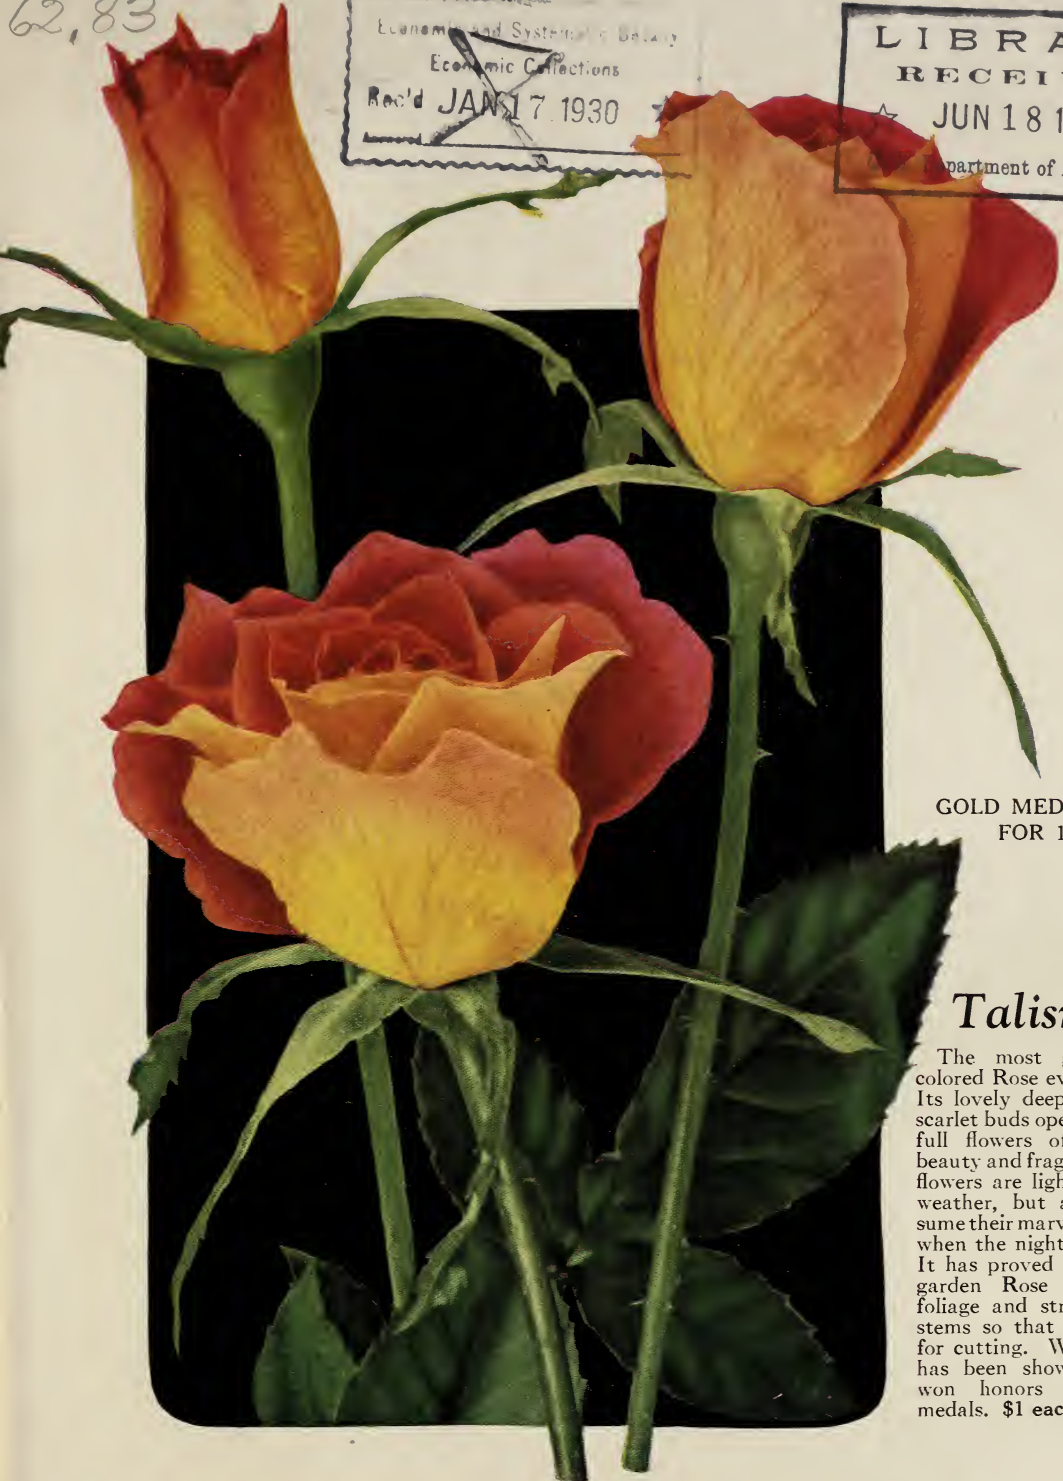 62,83
Economic and Systematic Botany
Economic Collections
Rec'd JAN 17 1930
LIBRA
RECEI
☆ JUN 18 1
partment of
GOLD MED
FOR 1
Talis
The most
colored Rose ev
Its lovely deep
scarlet buds ope
full flowers of
beauty and frag
flowers are ligh
weather, but a
sume their marv
when the night
It has proved
garden Rose
foliage and str
stems so that
for cutting. W
has been show
won honors
medals. $1 eac